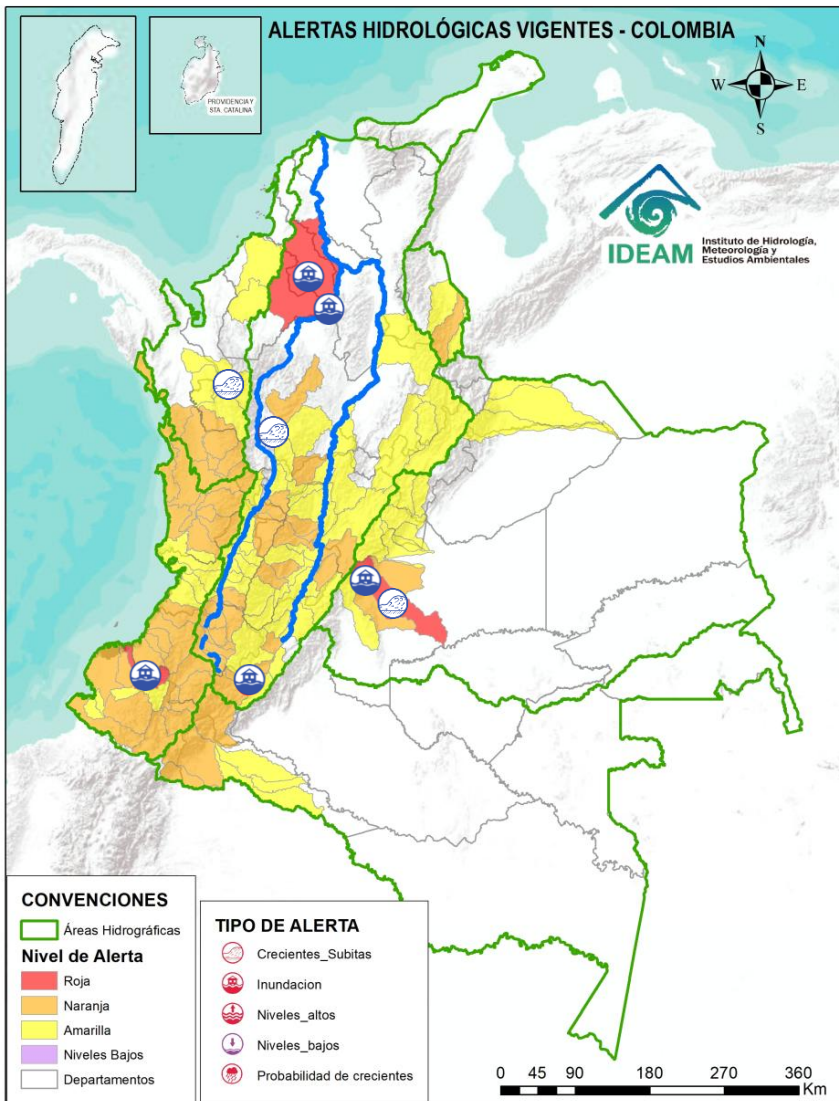 ALERTAS HIDROLÓGICAS VIGENTES - COLOMBIA
PROVIDENCIA Y
STA. CATALINA
N
W
E
S
IDEAM
Instituto de Hidrología,
Meteorología y
Estudios Ambientales
CONVENCIONES
Áreas Hidrográficas
Nivel de Alerta
Roja
Naranja
Amarilla
Niveles Bajos
Departamentos
TIPO DE ALERTA
Crecientes_Subitas
Inundacion
Niveles_altos
Niveles_bajos
Probabilidad de crecientes
0 45 90 180 270 360
Km